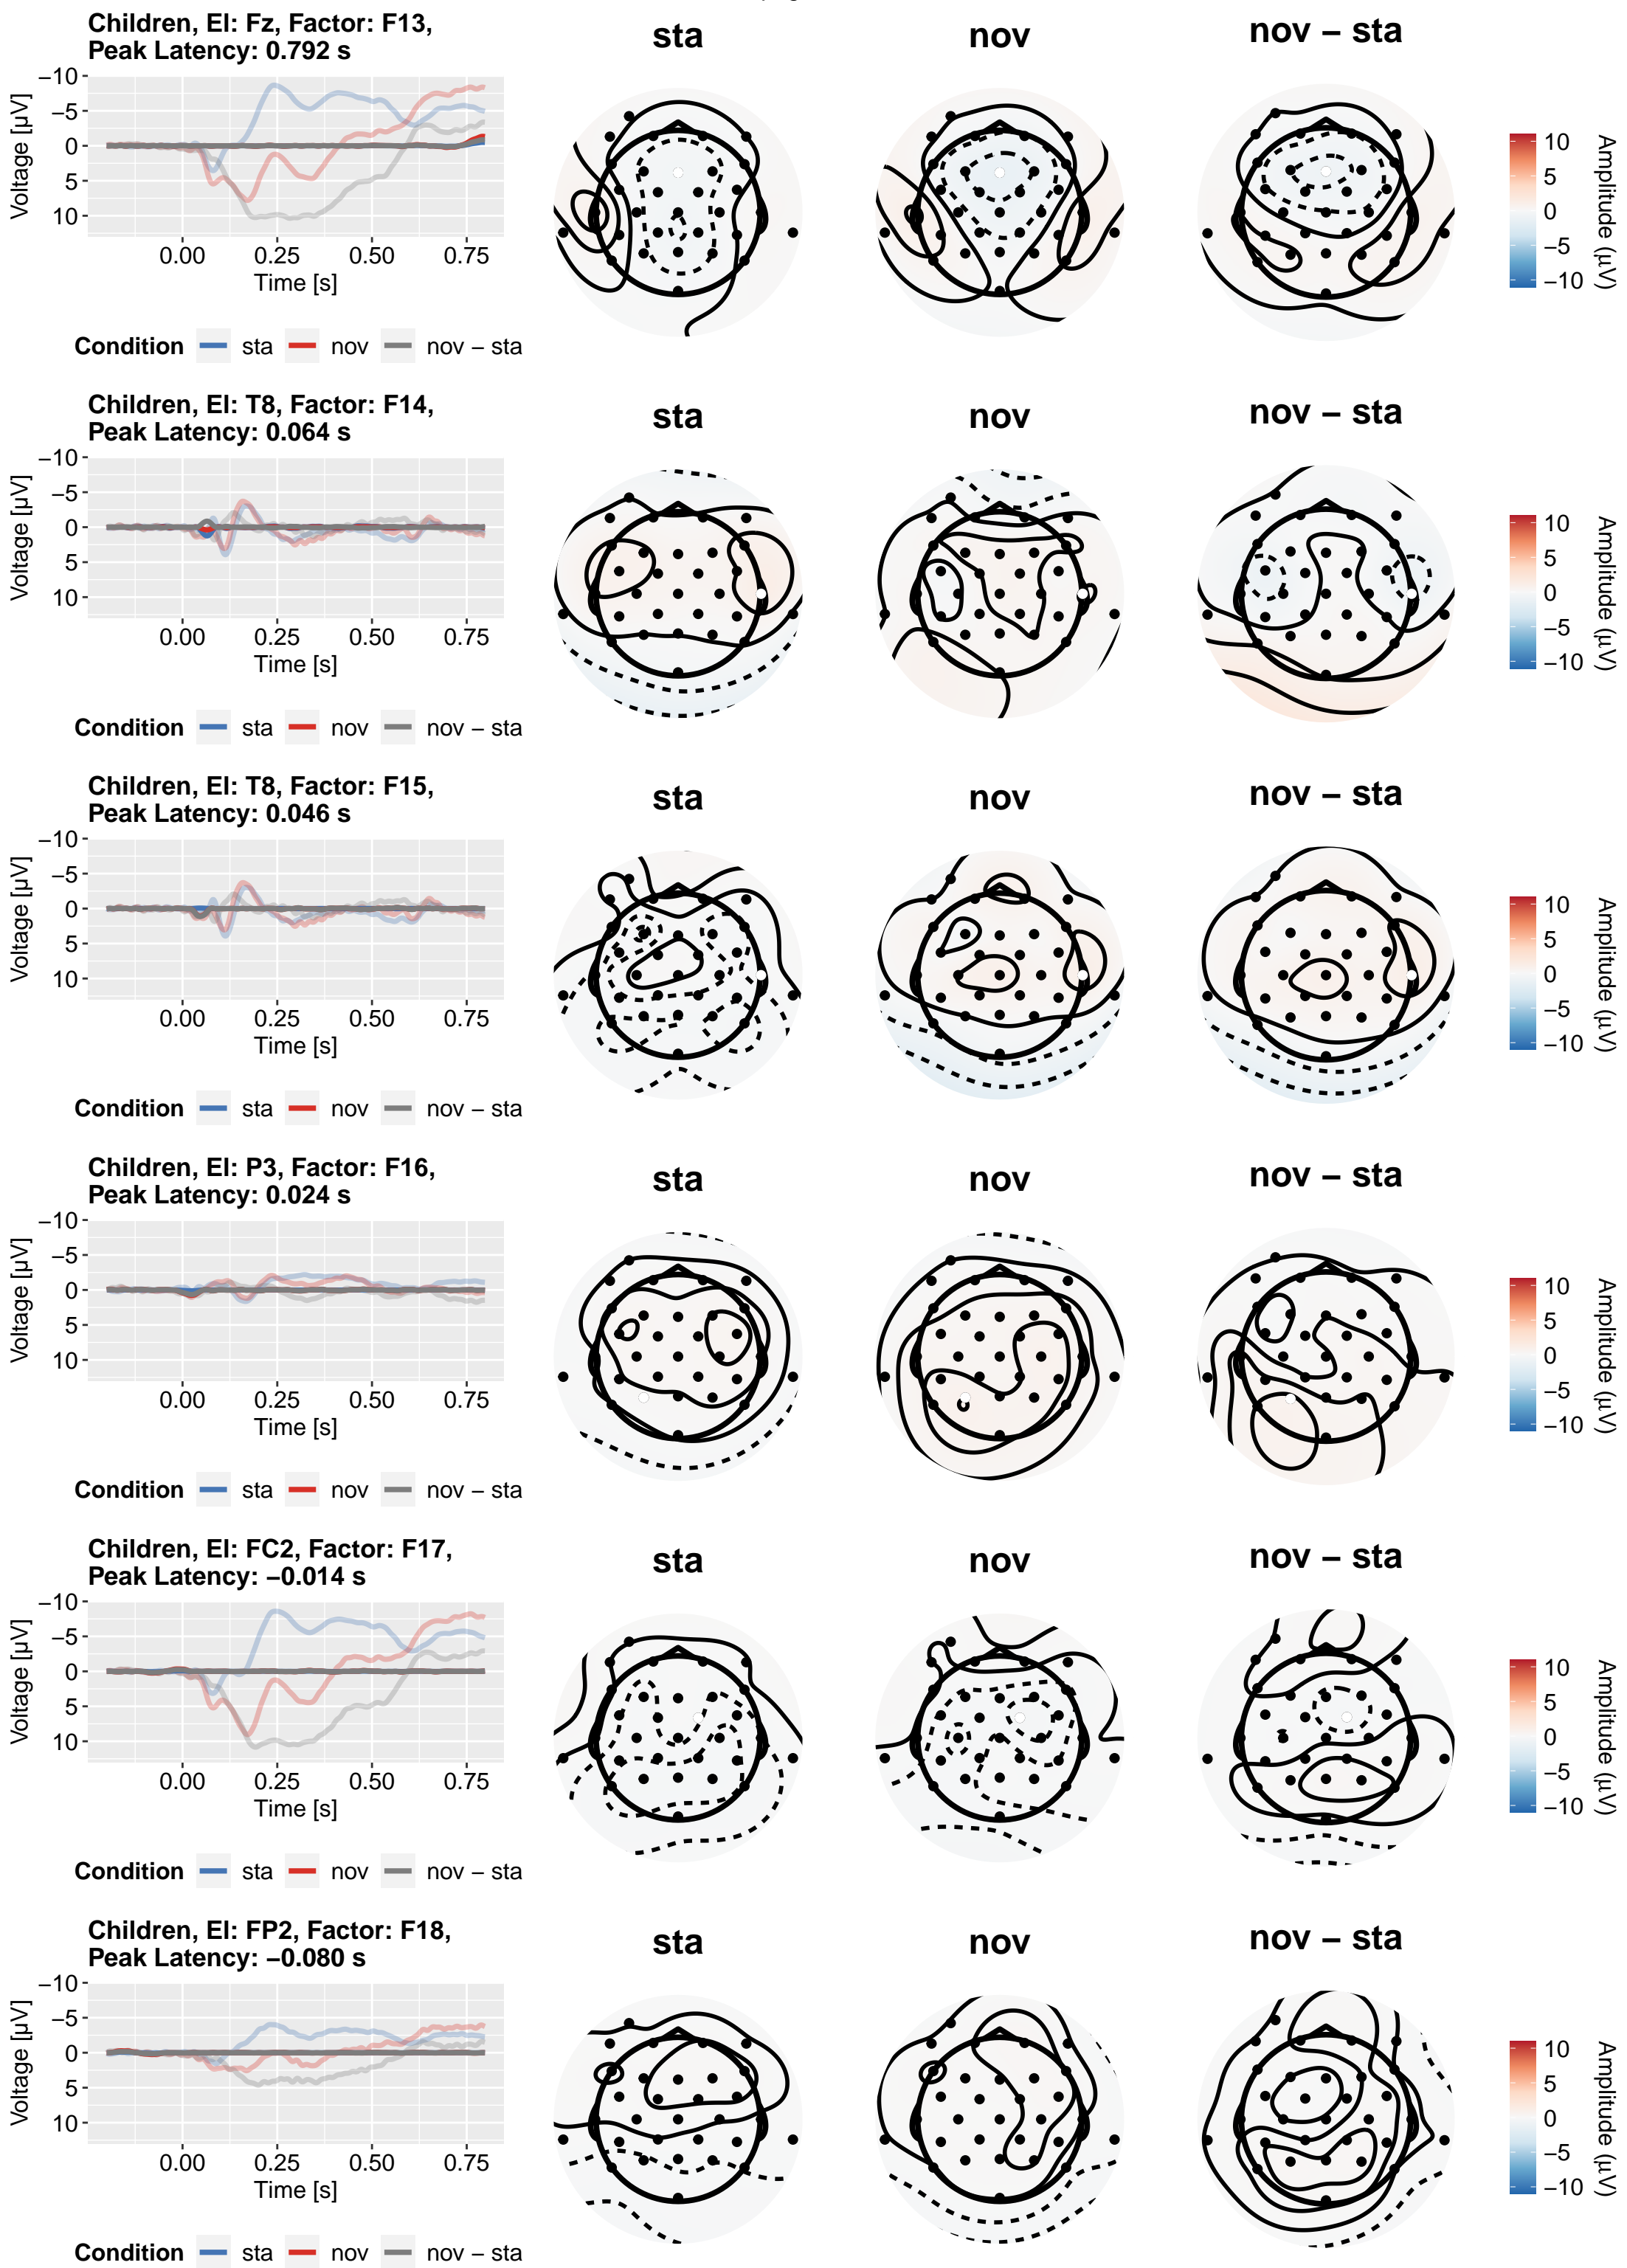 Children, El: Fz, Factor: F13,
Peak Latency: 0.792 s
sta
nov
nov – sta
Voltage [µV]
–10
–5
0
5
10
0.00 0.25 0.50 0.75
Time [s]
Condition sta nov nov – sta
10
5
0
–5
–10
Amplitude (µV)
Children, El: T8, Factor: F14,
Peak Latency: 0.064 s
sta
nov
nov – sta
Voltage [µV]
–10
–5
0
5
10
0.00 0.25 0.50 0.75
Time [s]
Condition sta nov nov – sta
10
5
0
–5
–10
Amplitude (µV)
Children, El: T8, Factor: F15,
Peak Latency: 0.046 s
sta
nov
nov – sta
Voltage [µV]
–10
–5
0
5
10
0.00 0.25 0.50 0.75
Time [s]
Condition sta nov nov – sta
10
5
0
–5
–10
Amplitude (µV)
Children, El: P3, Factor: F16,
Peak Latency: 0.024 s
sta
nov
nov – sta
Voltage [µV]
–10
–5
0
5
10
0.00 0.25 0.50 0.75
Time [s]
Condition sta nov nov – sta
10
5
0
–5
–10
Amplitude (µV)
Children, El: FC2, Factor: F17,
Peak Latency: –0.014 s
sta
nov
nov – sta
Voltage [µV]
–10
–5
0
5
10
0.00 0.25 0.50 0.75
Time [s]
Condition sta nov nov – sta
10
5
0
–5
–10
Amplitude (µV)
Children, El: FP2, Factor: F18,
Peak Latency: –0.080 s
sta
nov
nov – sta
Voltage [µV]
–10
–5
0
5
10
0.00 0.25 0.50 0.75
Time [s]
Condition sta nov nov – sta
10
5
0
–5
–10
Amplitude (µV)